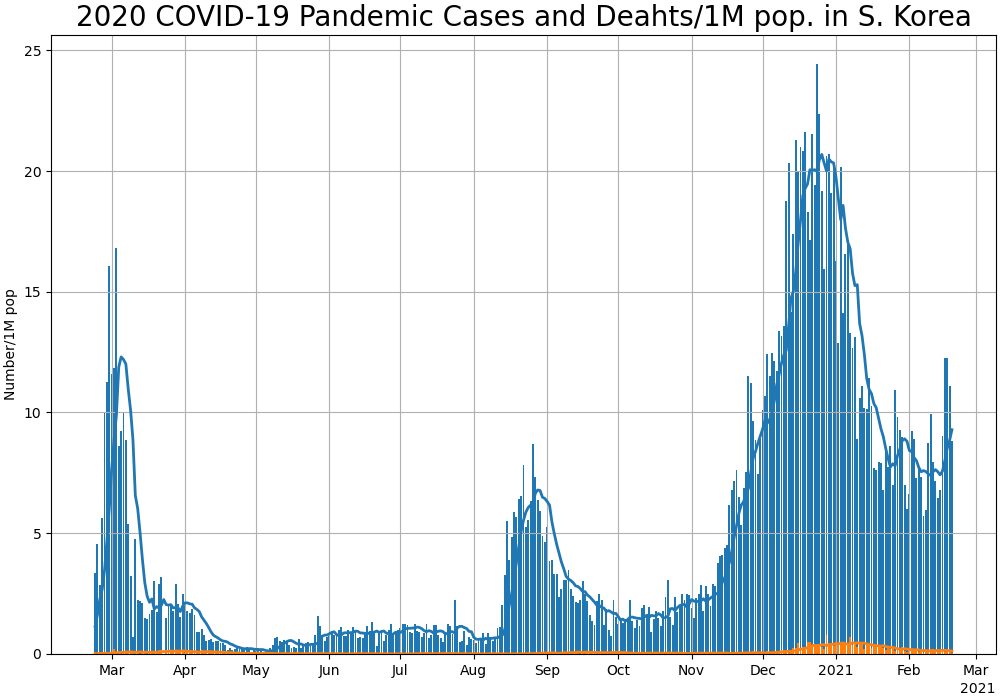 2020 COVID-19 Pandemic Cases and Deahts/1M pop. in S. Korea
Number/1M pop
25
20
15
10
5
0
Mar Apr May Jun Jul Aug Sep Oct Nov Dec 2021 Feb Mar
2021